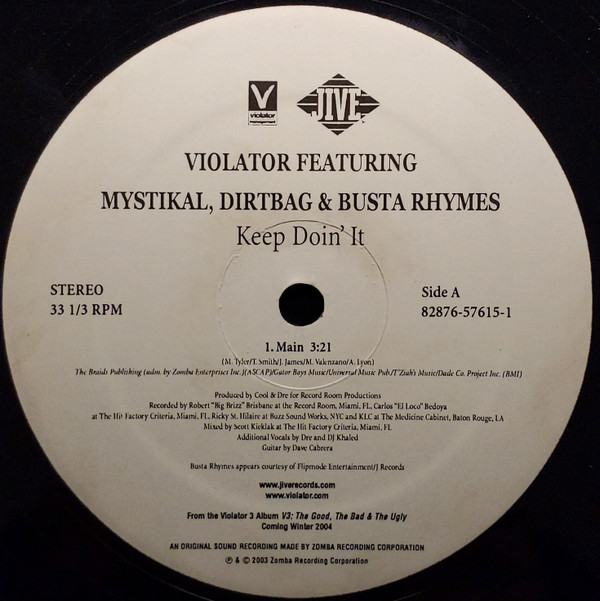 V
violator
management
JIVE
VIOLATOR FEATURING
MYSTIKAL, DIRTBAG & BUSTA RHYMES
Keep Doin' It
STEREO
33 1/3 RPM
Side A
82876-57615-1
1. Main 3:21
(M. Tyler/T. Smith/J. James/M. Valenzano/A. Lyon)
The Braids Publishing (adm. by Zomba Enterprises Inc.)(ASCAP)/Gator Boys Music/Universal Music Pub/T'Ziah's Music/Dade Co. Project Inc. (BMI)
Produced by Cool & Dre for Record Room Productions
Recorded by Robert "Big Brizz" Brisbane at the Record Room, Miami, FL, Carlos "El Loco" Bedoya
at The Hit Factory Criteria, Miami, FL, Ricky St. Hilaire at Buzz Sound Works, NYC and KLC at The Medicine Cabinet, Baton Rouge, LA
Mixed by Scott Kieklak at The Hit Factory Criteria, Miami, FL
Additional Vocals by Dre and DJ Khaled
Guitar by Dave Cabrera
Busta Rhymes appears courtesy of Flipmode Entertainment/J Records
www.jiverecords.com
www.violator.com
From the Violator 3 Album V3: The Good, The Bad & The Ugly
Coming Winter 2004
AN ORIGINAL SOUND RECORDING MADE BY ZOMBA RECORDING CORPORATION
℗ & © 2003 Zomba Recording Corporation